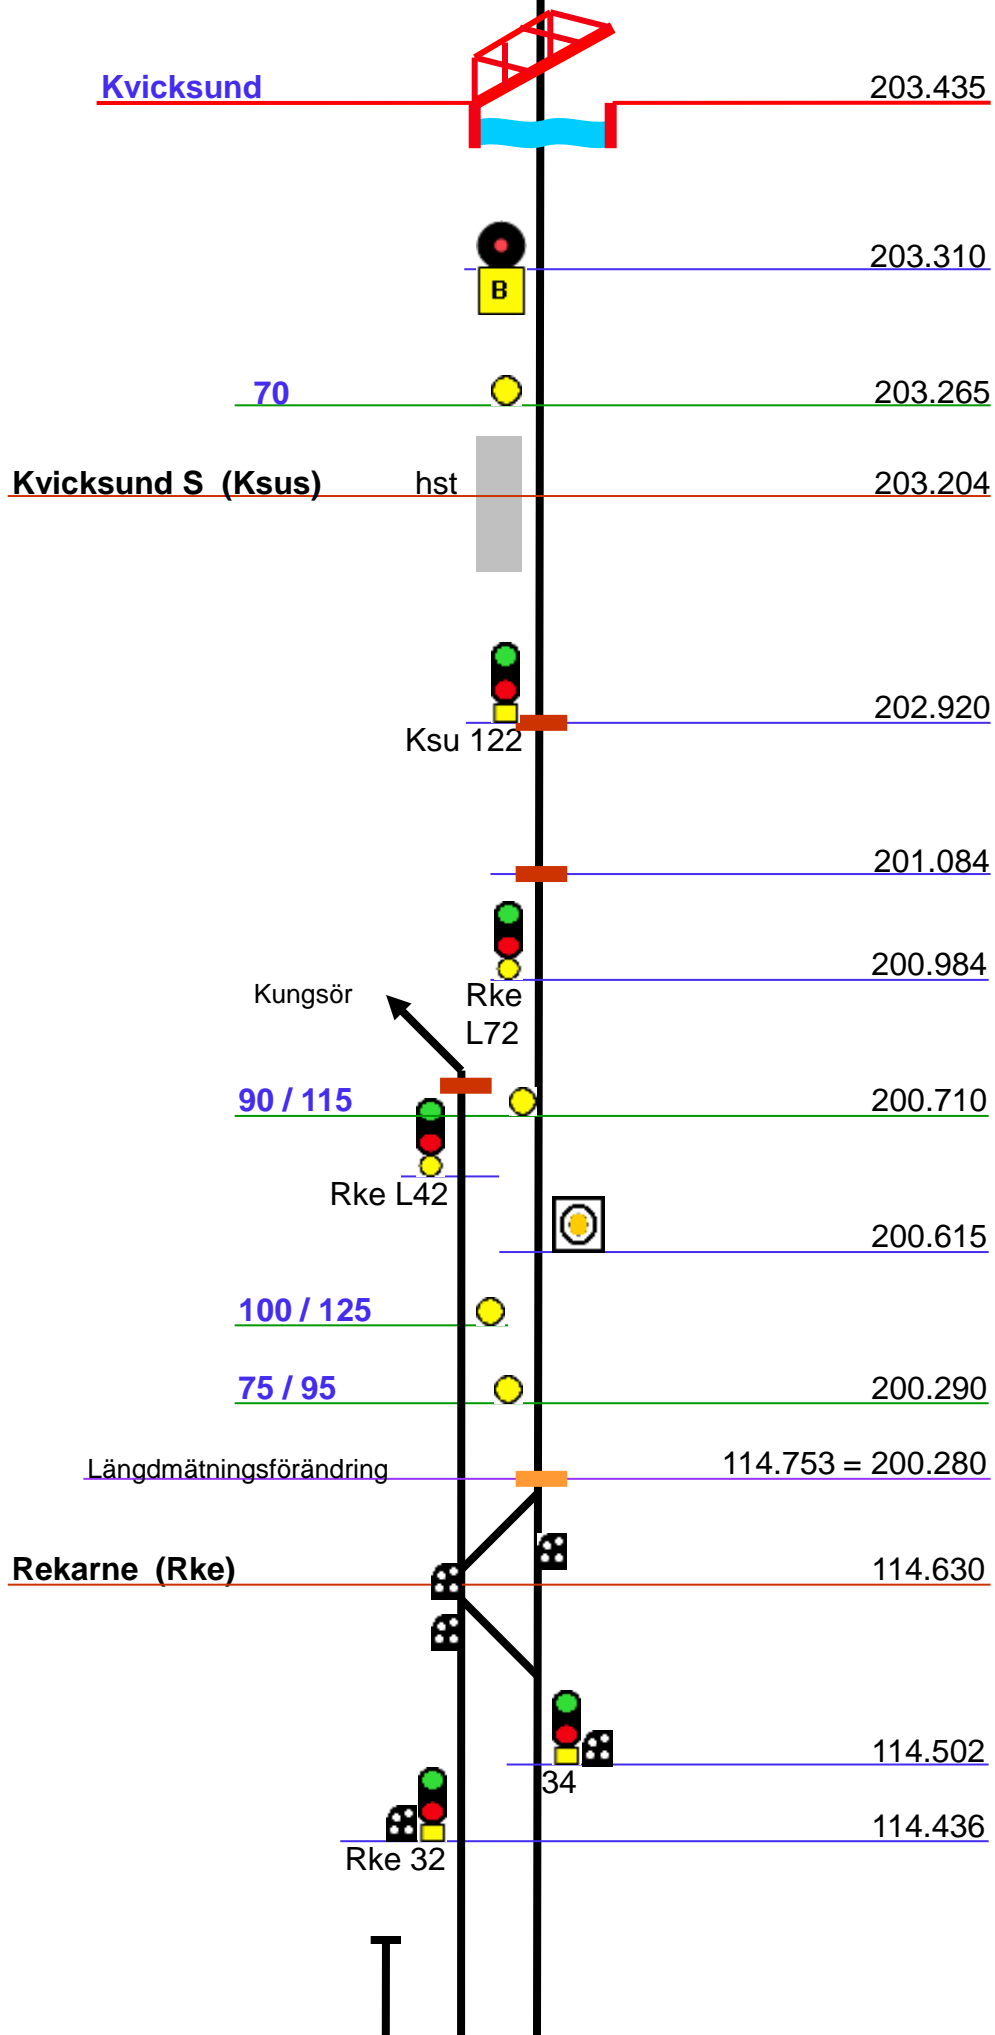 Kvicksund 203.435
203.310
B
70 203.265
Kvicksund S (Ksus) hst 203.204
202.920
Ksu 122
201.084
200.984
Kungsör
Rke
L72
90 / 115 200.710
Rke L42
200.615
100 / 125
75 / 95 200.290
Längdmätningsförändring 114.753 = 200.280
Rekarne (Rke) 114.630
114.502
34
114.436
Rke 32